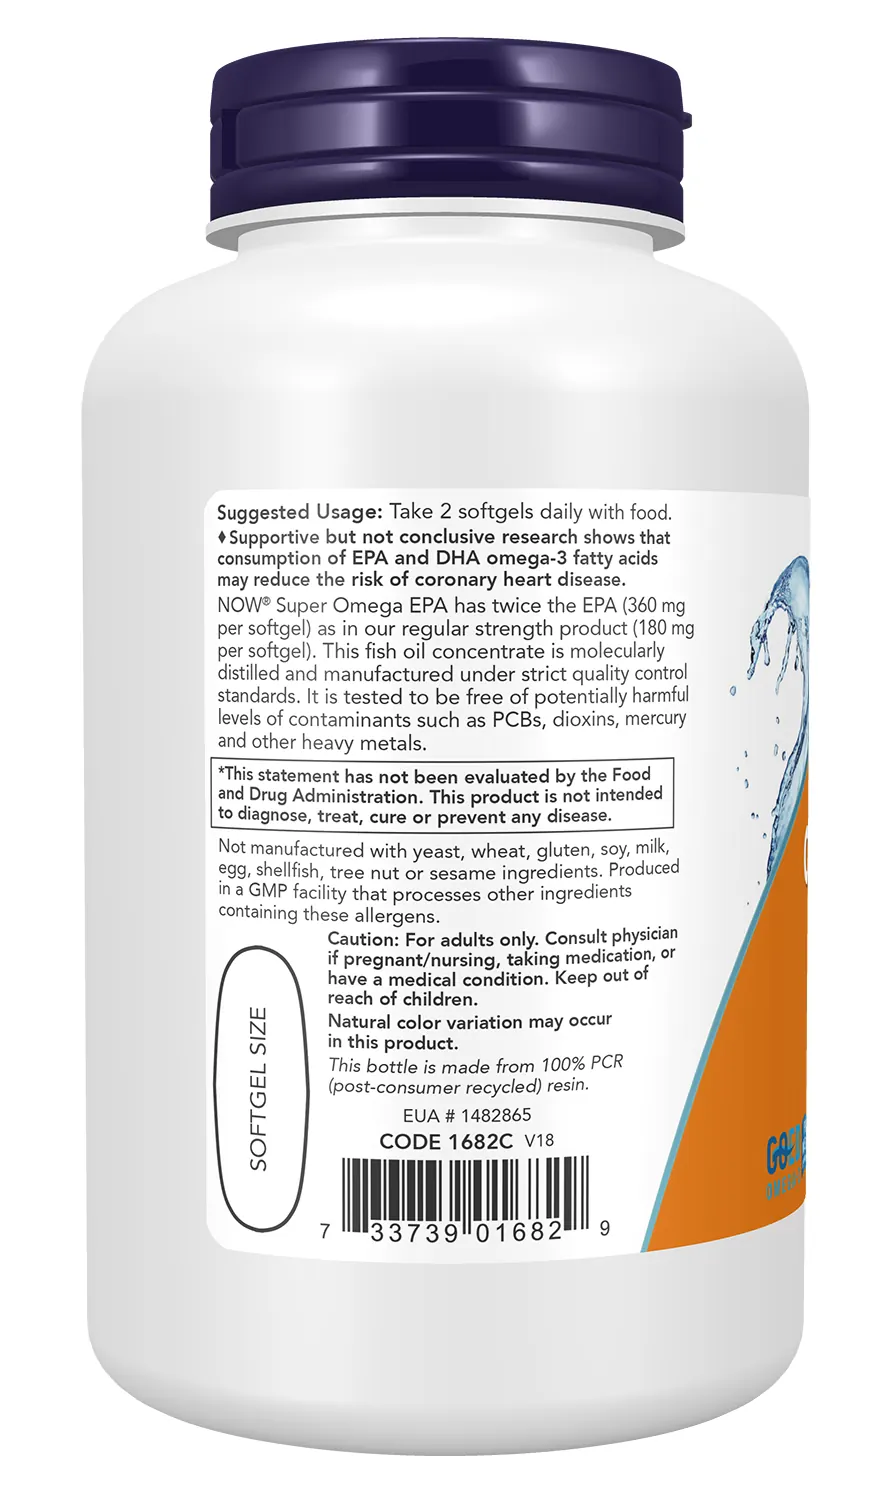 Suggested Usage: Take 2 softgels daily with food.
♦Supportive but not conclusive research shows that
consumption of EPA and DHA omega-3 fatty acids
may reduce the risk of coronary heart disease.
NOW® Super Omega EPA has twice the EPA (360 mg
per softgel) as in our regular strength product (180 mg
per softgel). This fish oil concentrate is molecularly
distilled and manufactured under strict quality control
standards. It is tested to be free of potentially harmful
levels of contaminants such as PCBs, dioxins, mercury
and other heavy metals.
*This statement has not been evaluated by the Food
and Drug Administration. This product is not intended
to diagnose, treat, cure or prevent any disease.
Not manufactured with yeast, wheat, gluten, soy, milk,
egg, shellfish, tree nut or sesame ingredients. Produced
in a GMP facility that processes other ingredients
containing these allergens.
Caution: For adults only. Consult physician
if pregnant/nursing, taking medication, or
have a medical condition. Keep out of
reach of children.
Natural color variation may occur
in this product.
This bottle is made from 100% PCR
(post-consumer recycled) resin.
SOFTGEL SIZE
EUA # 1482865
CODE 1682C V18
7 33739 01682 9
GOED